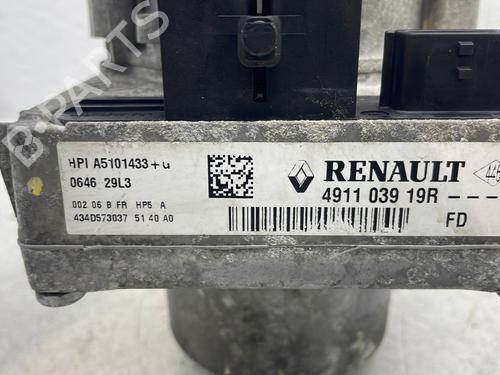 B-PARTS
HPI A5101433+G
0646 29L3
002 06 B FR HP5 A
434D573037 51 40 A0
RENAULT
4911 039 19R ---
FD